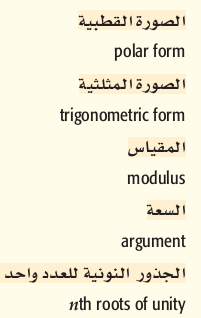 الصورة القطبية
polar form
الصورة المثلثية
trigonometric form
المقياس
modulus
السعة
argument
الجذور النونية للعدد واحد
nth roots of unity